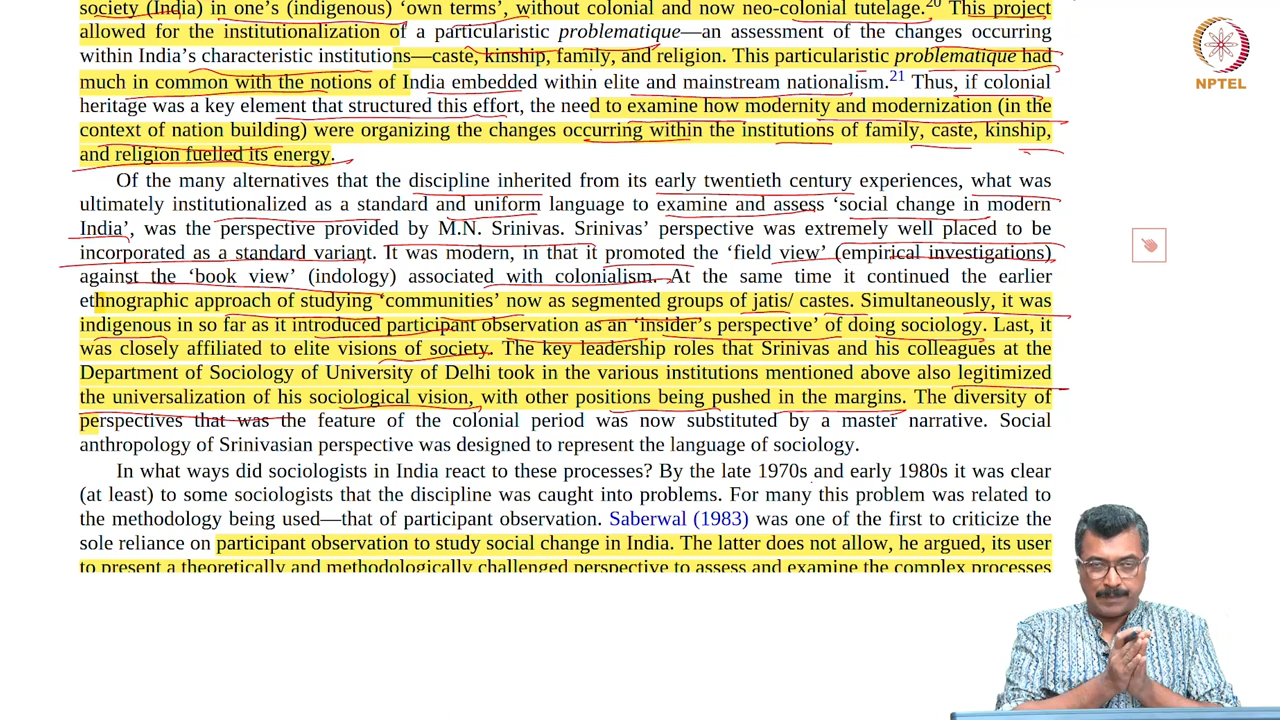 society (India) in one's (indigenous) 'own terms', without colonial and now neo-colonial tutelage.20 This project
allowed for the institutionalization of a particularistic problematique—an assessment of the changes occurring
within India's characteristic institutions—caste, kinship, family, and religion. This particularistic problematique had
much in common with the notions of India embedded within elite and mainstream nationalism.21 Thus, if colonial
heritage was a key element that structured this effort, the need to examine how modernity and modernization (in the
context of nation building) were organizing the changes occurring within the institutions of family, caste, kinship,
and religion fuelled its energy.
Of the many alternatives that the discipline inherited from its early twentieth century experiences, what was
ultimately institutionalized as a standard and uniform language to examine and assess 'social change in modern
India', was the perspective provided by M.N. Srinivas. Srinivas' perspective was extremely well placed to be
incorporated as a standard variant. It was modern, in that it promoted the 'field view' (empirical investigations)
against the 'book view' (indology) associated with colonialism. At the same time it continued the earlier
ethnographic approach of studying 'communities' now as segmented groups of jatis/ castes. Simultaneously, it was
indigenous in so far as it introduced participant observation as an 'insider's perspective' of doing sociology. Last, it
was closely affiliated to elite visions of society. The key leadership roles that Srinivas and his colleagues at the
Department of Sociology of University of Delhi took in the various institutions mentioned above also legitimized
the universalization of his sociological vision, with other positions being pushed in the margins. The diversity of
perspectives that was the feature of the colonial period was now substituted by a master narrative. Social
anthropology of Srinivasian perspective was designed to represent the language of sociology.
In what ways did sociologists in India react to these processes? By the late 1970s and early 1980s it was clear
(at least) to some sociologists that the discipline was caught into problems. For many this problem was related to
the methodology being used—that of participant observation. Saberwal (1983) was one of the first to criticize the
sole reliance on participant observation to study social change in India. The latter does not allow, he argued, its user
to present a theoretically and methodologically challenged perspective to assess and examine the complex processes
NPTEL